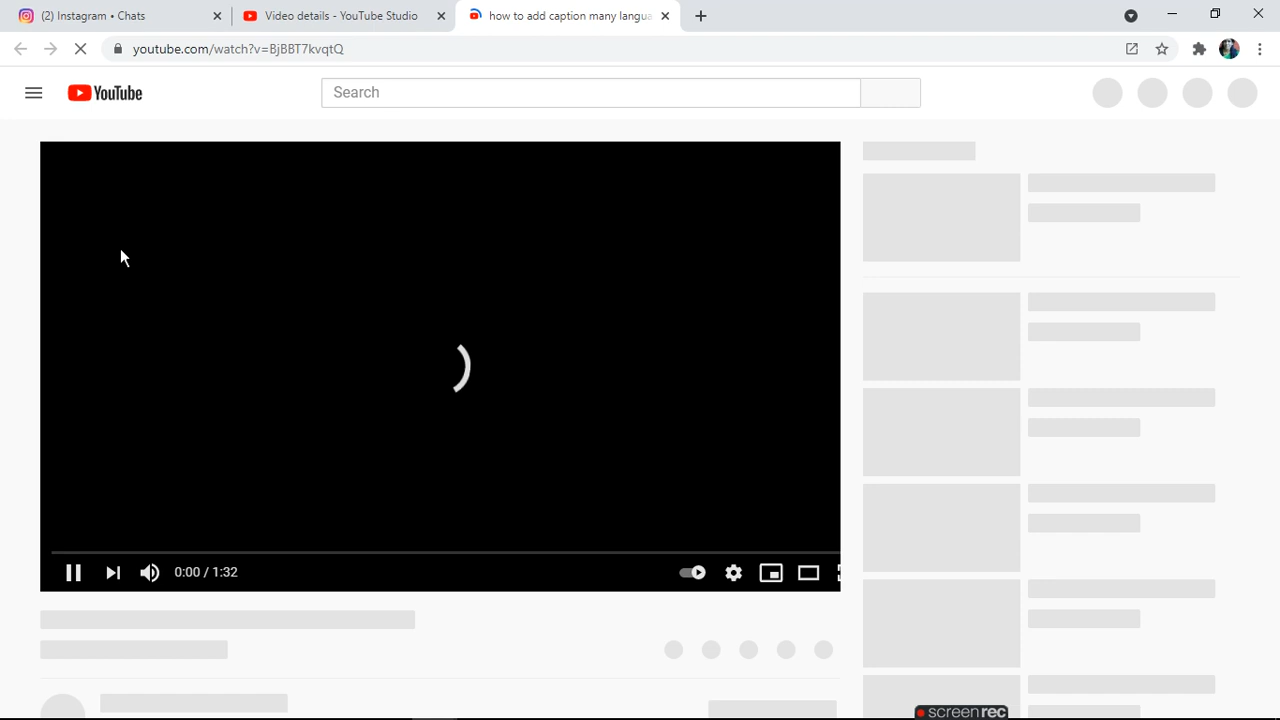 (2) Instagram • Chats
Video details - YouTube Studio
how to add caption many langua
youtube.com/watch?v=BjBBT7kvqtQ
YouTube
Search
0:00 / 1:32
screenrec